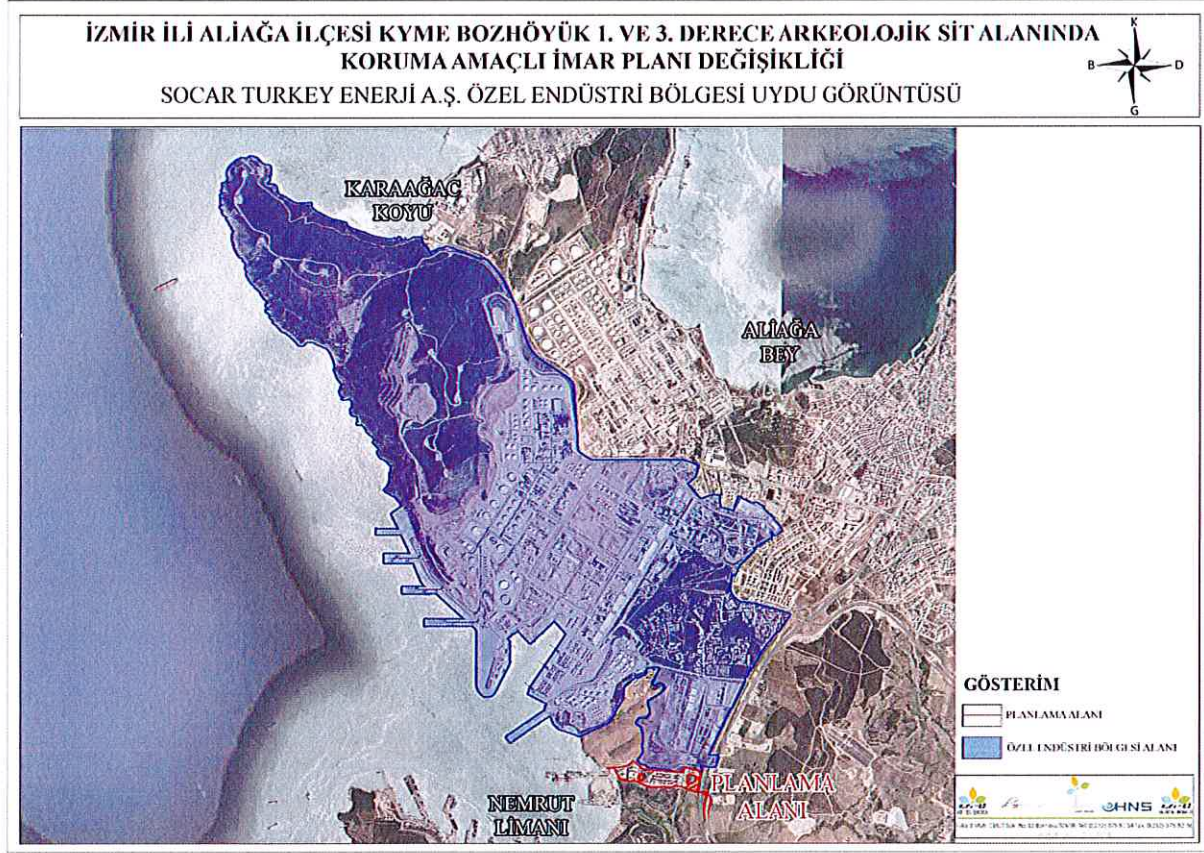 İZMİR İLİ ALİAĞA İLÇESİ KYME BOZHÖYÜK 1. VE 3. DERECE ARKEOLOJİK SİT ALANINDA
KORUMA AMAÇLI İMAR PLANI DEĞİŞİKLİĞİ
SOCAR TURKEY ENERJİ A.Ş. ÖZEL ENDÜSTRİ BÖLGESİ UYDU GÖRÜNTÜSÜ
K
B
D
G
KARAAĞAÇ
KOYU
ALİAĞA
BEY
NEMRUT
LİMANI
PLANLAMA
ALANI
GÖSTERİM
PLANLAMA ALANI
ÖZEL ENDÜSTRİ BÖLGESİ ALANI
HNS